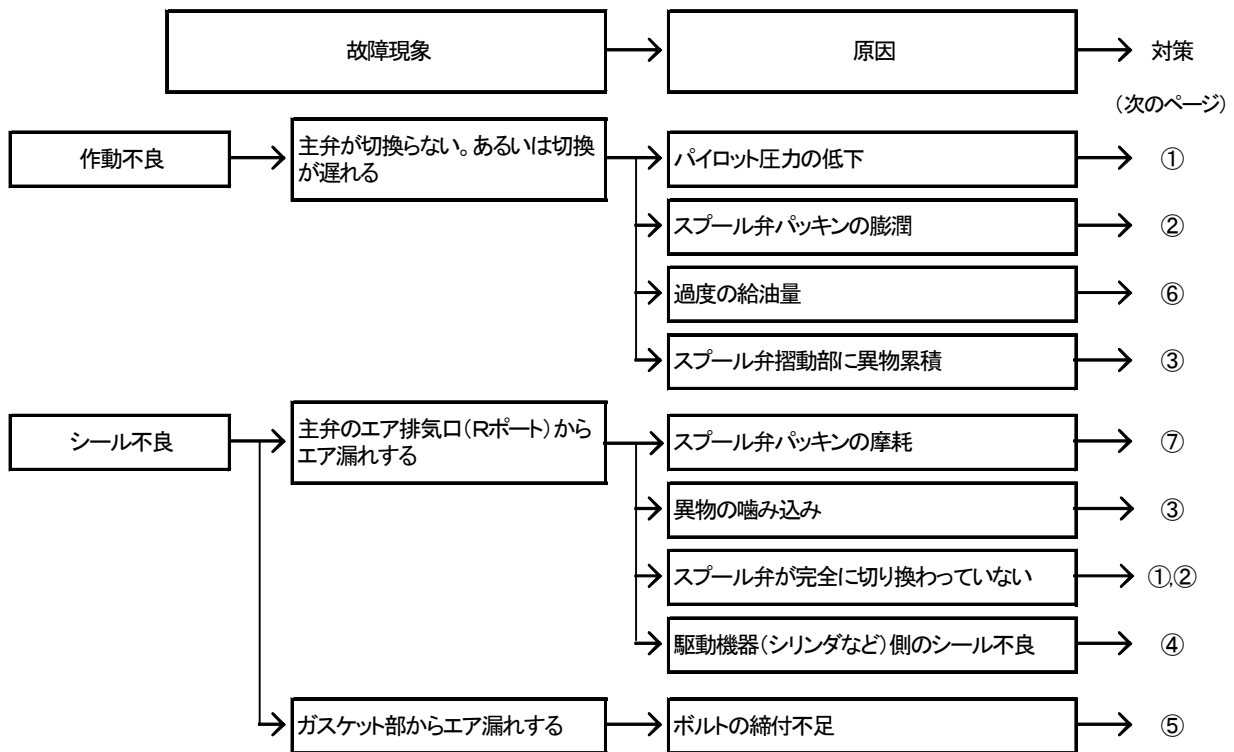 故障現象
原因
対策
(次のページ)
作動不良
主弁が切換らない。あるいは切換
が遅れる
パイロット圧力の低下
①
スプール弁パッキンの膨潤
②
過度の給油量
⑥
スプール弁摺動部に異物累積
③
シール不良
主弁のエア排気口(Rポート)から
エア漏れする
スプール弁パッキンの摩耗
⑦
異物の噛み込み
③
スプール弁が完全に切り換わっていない
①,②
駆動機器(シリンダなど)側のシール不良
④
ガスケット部からエア漏れする
ボルトの締付不足
⑤